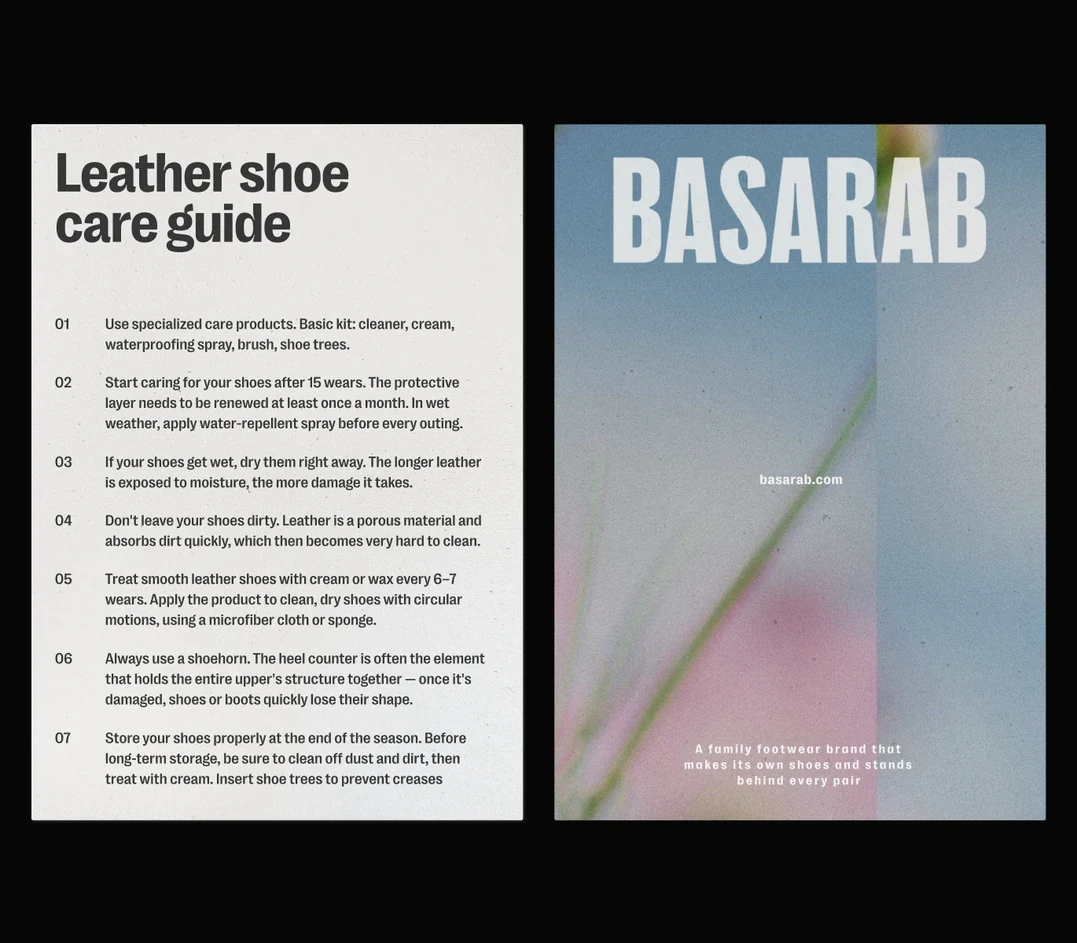 Leather shoe
care guide
01 Use specialized care products. Basic kit: cleaner, cream,
waterproofing spray, brush, shoe trees.
02 Start caring for your shoes after 15 wears. The protective
layer needs to be renewed at least once a month. In wet
weather, apply water-repellent spray before every outing.
03 If your shoes get wet, dry them right away. The longer leather
is exposed to moisture, the more damage it takes.
04 Don't leave your shoes dirty. Leather is a porous material and
absorbs dirt quickly, which then becomes very hard to clean.
05 Treat smooth leather shoes with cream or wax every 6–7
wears. Apply the product to clean, dry shoes with circular
motions, using a microfiber cloth or sponge.
06 Always use a shoehorn. The heel counter is often the element
that holds the entire upper's structure together — once it's
damaged, shoes or boots quickly lose their shape.
07 Store your shoes properly at the end of the season. Before
long-term storage, be sure to clean off dust and dirt, then
treat with cream. Insert shoe trees to prevent creases
BASARAB
basarab.com
A family footwear brand that
makes its own shoes and stands
behind every pair